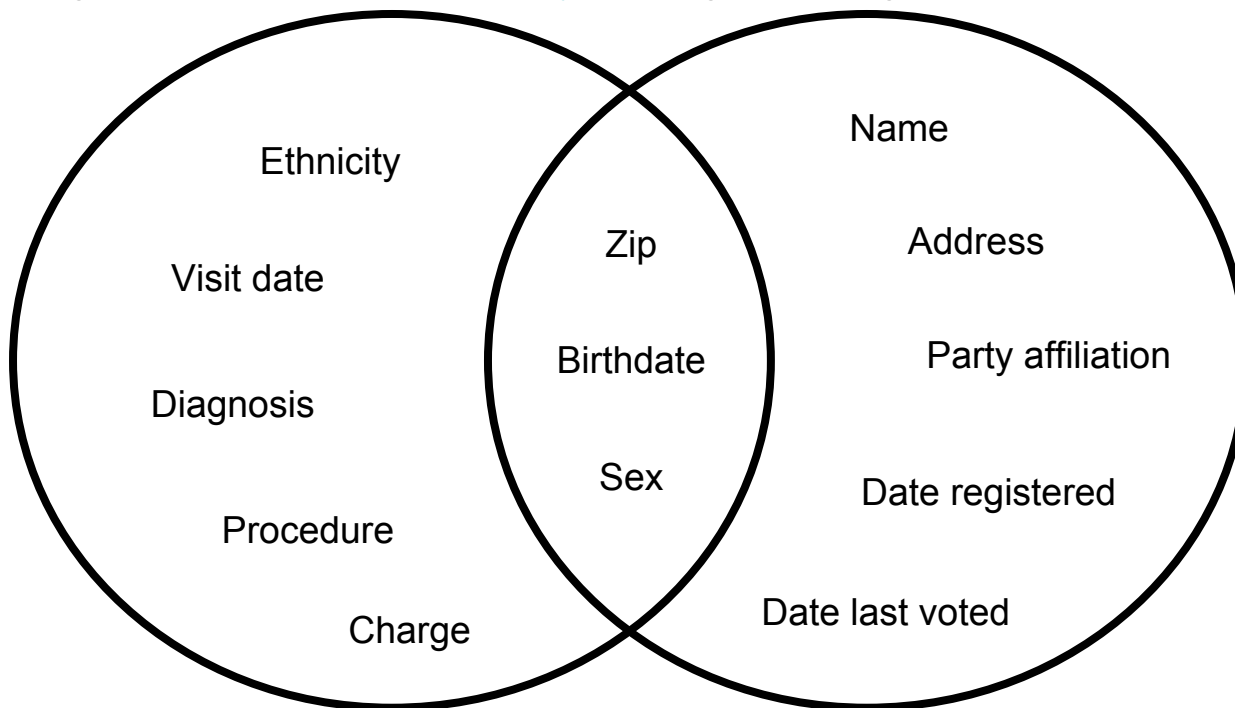 Ethnicity
Visit date
Diagnosis
Procedure
Charge
Zip
Birthdate
Sex
Name
Address
Party affiliation
Date registered
Date last voted